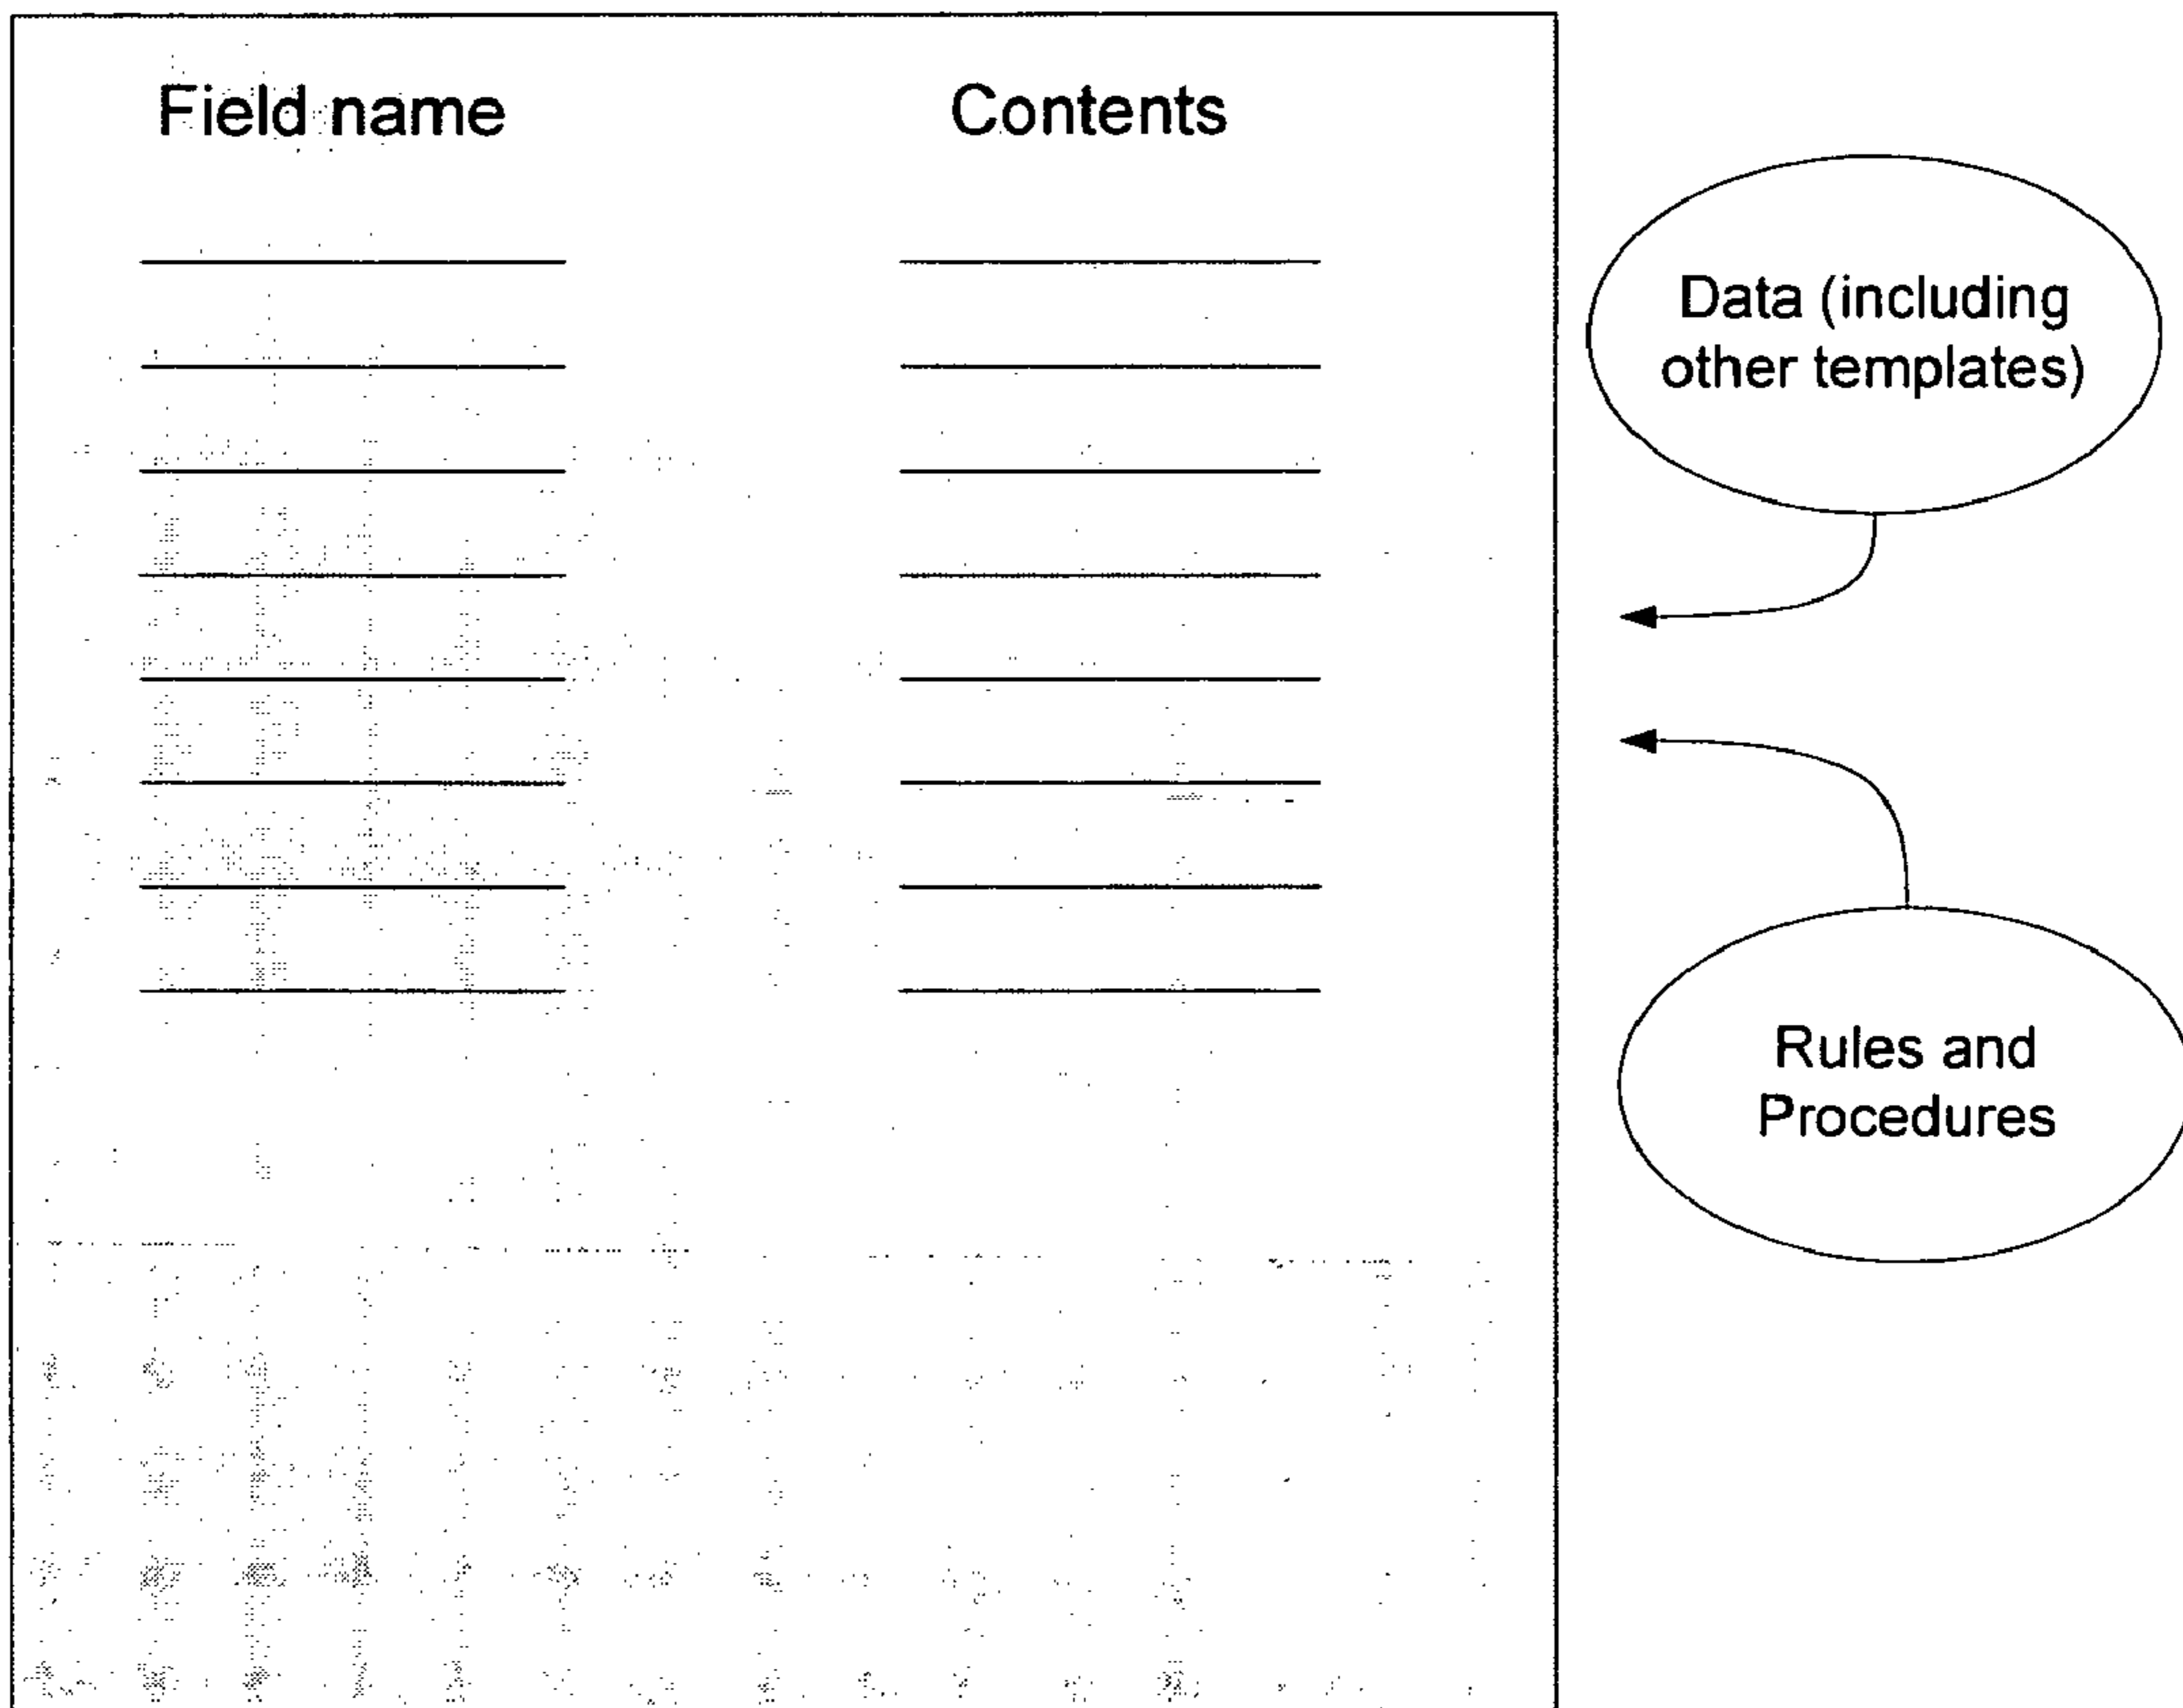 Field name
Contents
Data (including
other templates)
Rules and
Procedures